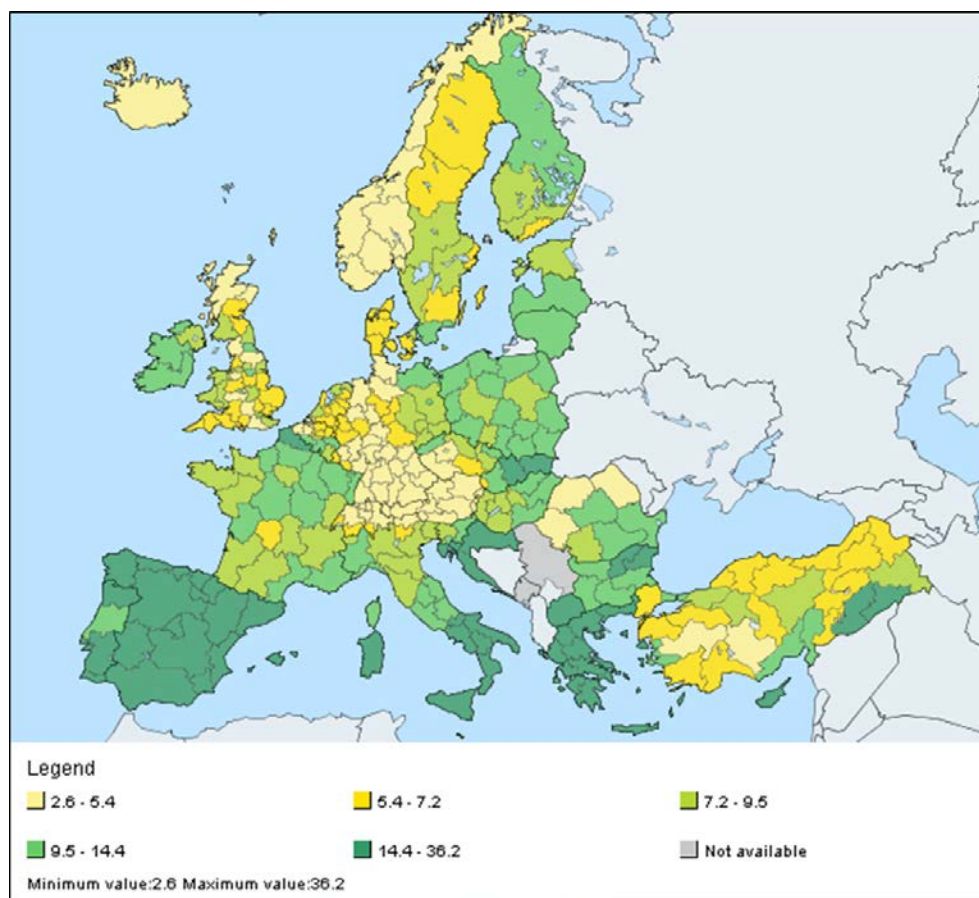 Legend
2.6 - 5.4 5.4 - 7.2 7.2 - 9.5
9.5 - 14.4 14.4 - 36.2 Not available
Minimum value:2.6 Maximum value:36.2